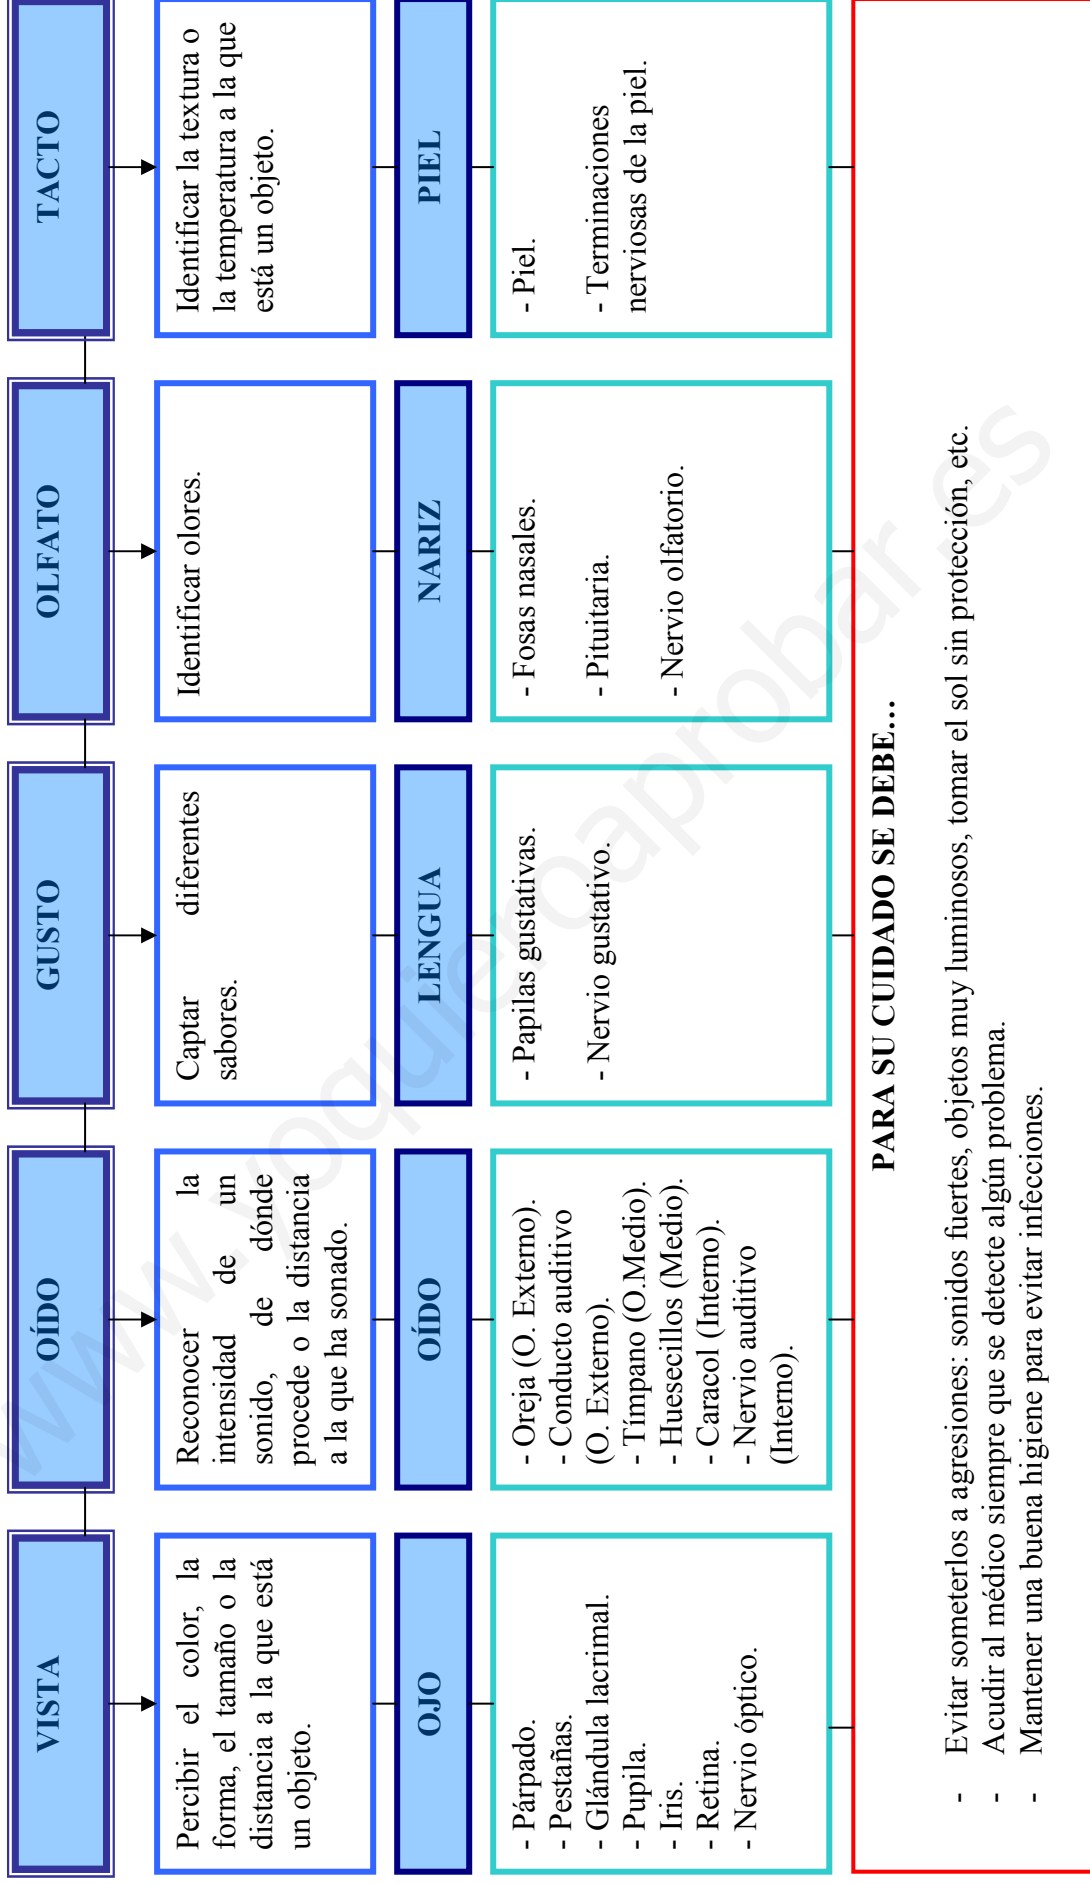 VISTA
Percibir el color, la
forma, el tamaño o la
distancia a la que está
un objeto.
OJO
- Párpado.
- Pestañas.
- Glándula lacrimal.
- Pupila.
- Iris.
- Retina.
- Nervio óptico.
OÍDO
Reconocer la
intensidad de un
sonido, de dónde
procede o la distancia
a la que ha sonado.
OÍDO
- Oreja (O. Externo).
- Conducto auditivo
(O. Externo).
- Tímpano (O.Medio).
- Huesecillos (Medio).
- Caracol (Interno).
- Nervio auditivo
(Interno).
GUSTO
Captar diferentes
sabores.
LENGUA
- Papilas gustativas.
- Nervio gustativo.
OLFATO
Identificar olores.
NARIZ
- Fosas nasales.
- Pituitaria.
- Nervio olfatorio.
TACTO
Identificar la textura o
la temperatura a la que
está un objeto.
PIEL
- Piel.
- Terminaciones
nerviosas de la piel.
PARA SU CUIDADO SE DEBE…
- Evitar someterlos a agresiones: sonidos fuertes, objetos muy luminosos, tomar el sol sin protección, etc.
- Acudir al médico siempre que se detecte algún problema.
- Mantener una buena higiene para evitar infecciones.
www.yoquieroaprobar.es